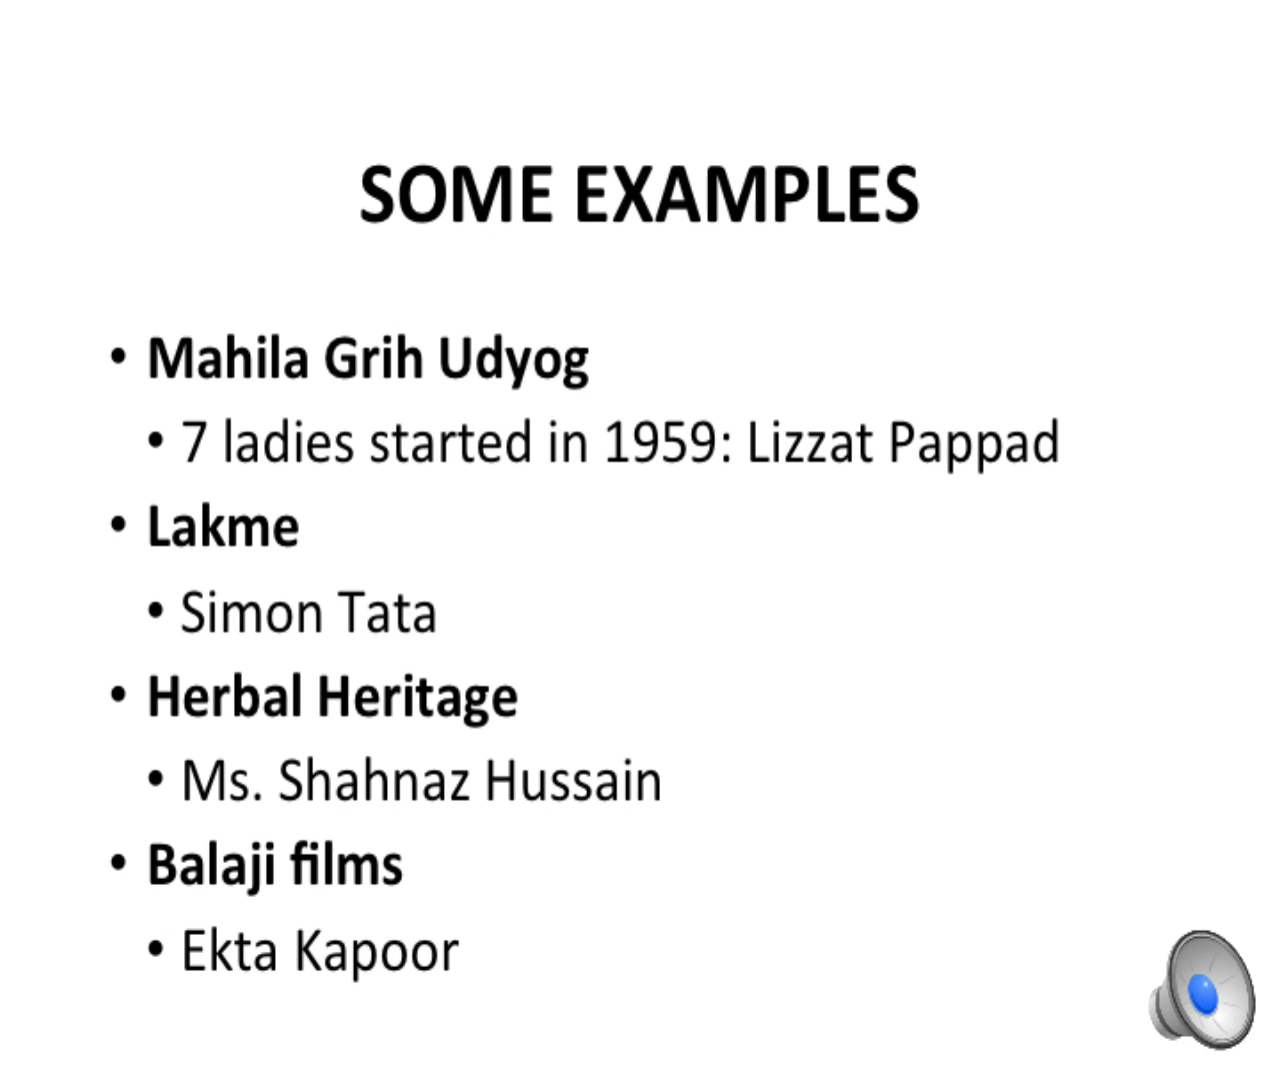 SOME EXAMPLES
• Mahila Grih Udyog
• 7 ladies started in 1959: Lizzat Pappad
• Lakme
• Simon Tata
• Herbal Heritage
• Ms. Shahnaz Hussain
• Balaji films
• Ekta Kapoor